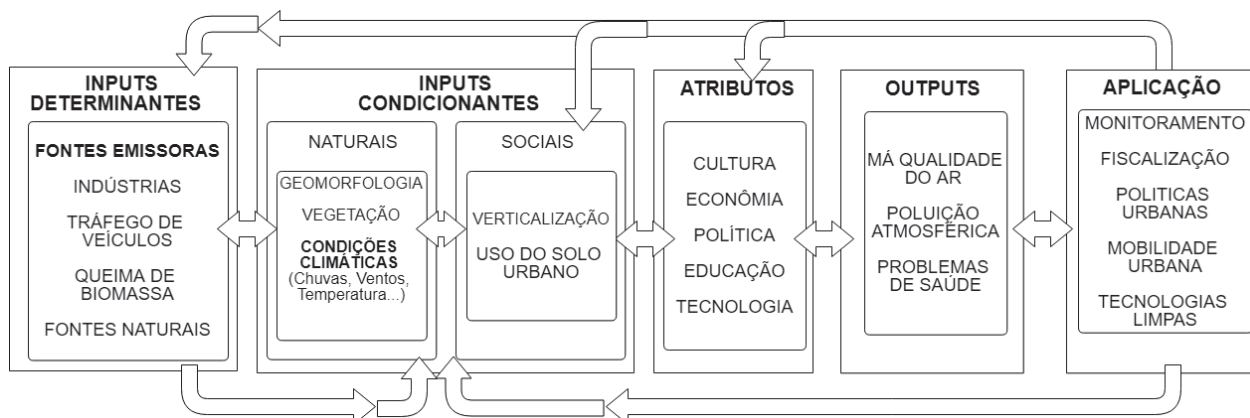 INPUTS
DETERMINANTES
FONTES EMISSORAS
INDÚSTRIAS
TRÁFEGO DE
VEÍCULOS
QUEIMA DE
BIOMASSA
FONTES NATURAIS
INPUTS
CONDICIONANTES
NATURAIS
GEOMORFOLOGIA
VEGETAÇÃO
CONDIÇÕES
CLIMÁTICAS
(Chuvas, Ventos,
Temperatura...)
SOCIAIS
VERTICALIZAÇÃO
USO DO SOLO
URBANO
ATRIBUTOS
CULTURA
ECONÔMIA
POLÍTICA
EDUCAÇÃO
TECNOLOGIA
OUTPUTS
MÁ QUALIDADE
DO AR
POLUIÇÃO
ATMOSFÉRICA
PROBLEMAS
DE SAÚDE
APLICAÇÃO
MONITORAMENTO
FISCALIZAÇÃO
POLITICAS
URBANAS
MOBILIDADE
URBANA
TECNOLOGIAS
LIMPAS